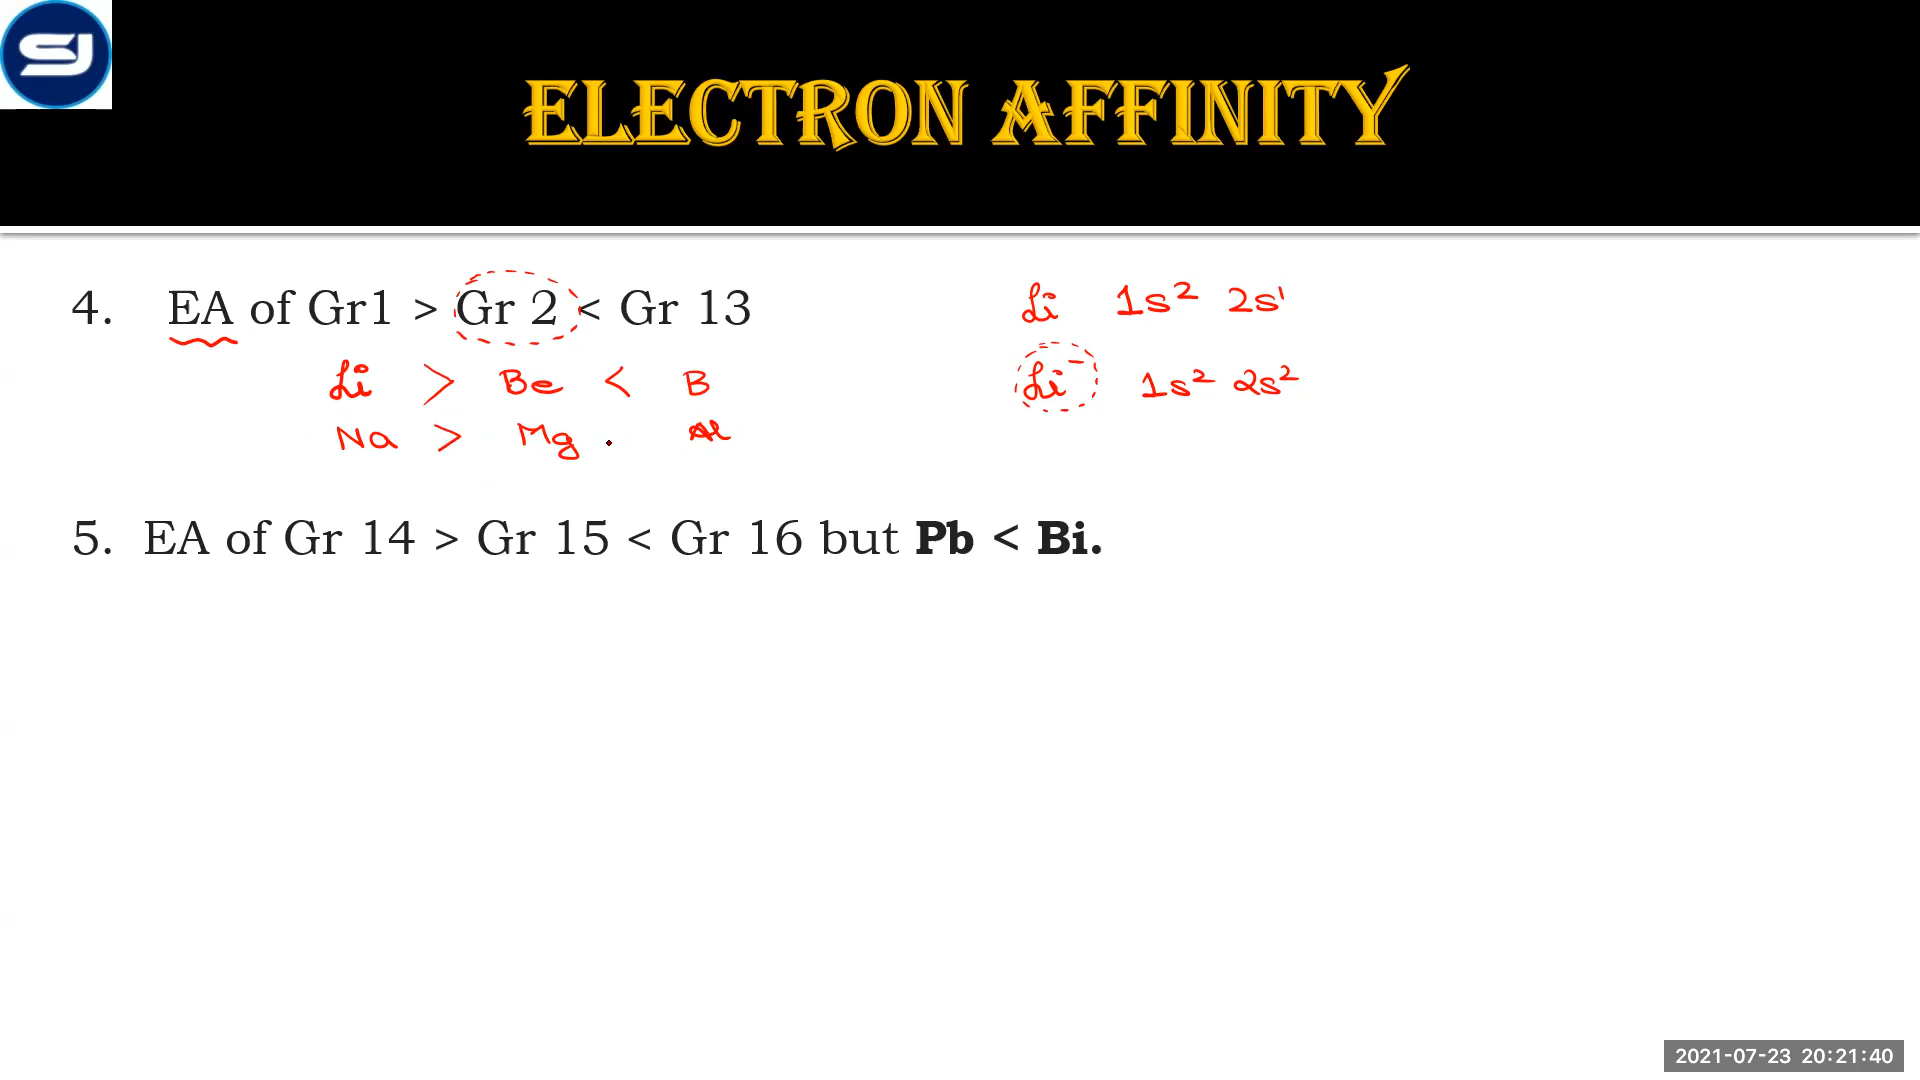 SJ
ELECTRON AFFINITY
4. EA of Gr1 > Gr 2 < Gr 13
Li 1s² 2s¹
Li > Be < B
Li⁻ 1s² 2s²
Na > Mg . Al
5. EA of Gr 14 > Gr 15 < Gr 16 but Pb < Bi.
2021-07-23 20:21:40